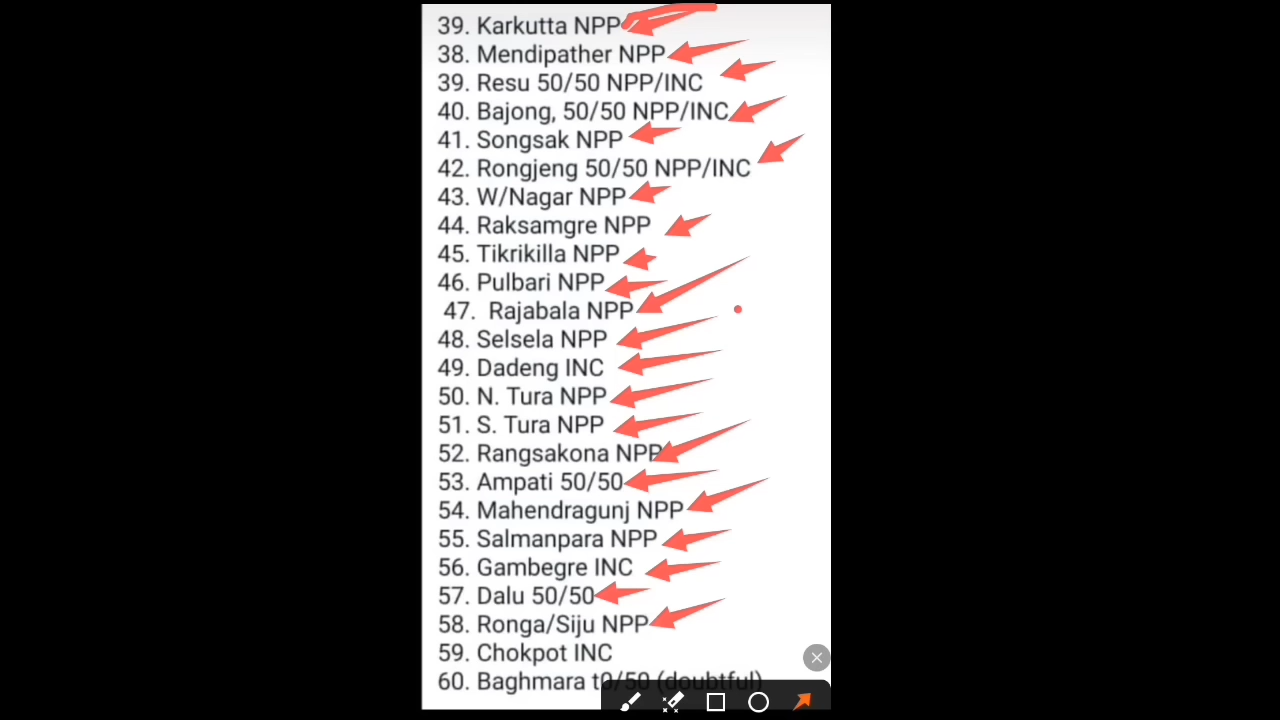 39. Karkutta NPP
38. Mendipather NPP
39. Resu 50/50 NPP/INC
40. Bajong, 50/50 NPP/INC
41. Songsak NPP
42. Rongjeng 50/50 NPP/INC
43. W/Nagar NPP
44. Raksamgre NPP
45. Tikrikilla NPP
46. Pulbari NPP
47. Rajabala NPP
48. Selsela NPP
49. Dadeng INC
50. N. Tura NPP
51. S. Tura NPP
52. Rangsakona NPP
53. Ampati 50/50
54. Mahendragunj NPP
55. Salmanpara NPP
56. Gambegre INC
57. Dalu 50/50
58. Ronga/Siju NPP
59. Chokpot INC
60. Baghmara t0/50 (doubtful)